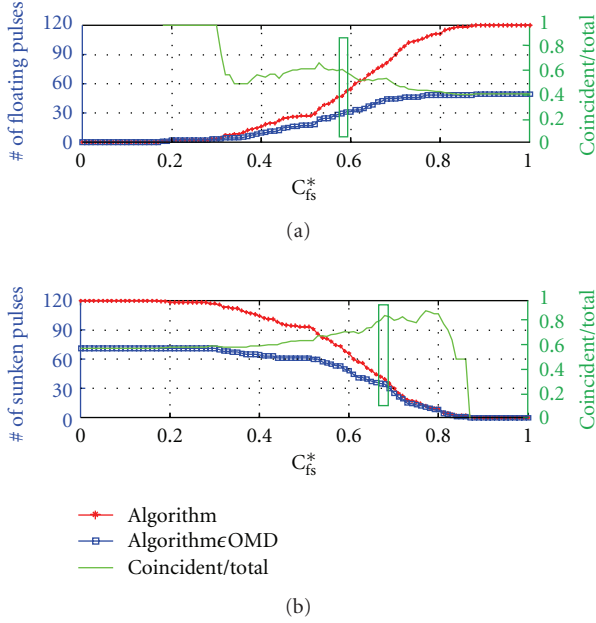 # of floating pulses
120
90
60
30
0
1
0.8
0.6
0.4
0.2
0
Coincident/total
0 0.2 0.4 0.6 0.8 1
C*fs
(a)
# of sunken pulses
120
90
60
30
0
1
0.8
0.6
0.4
0.2
0
Coincident/total
0 0.2 0.4 0.6 0.8 1
C*fs
Algorithm
AlgorithmϵOMD
Coincident/total
(b)